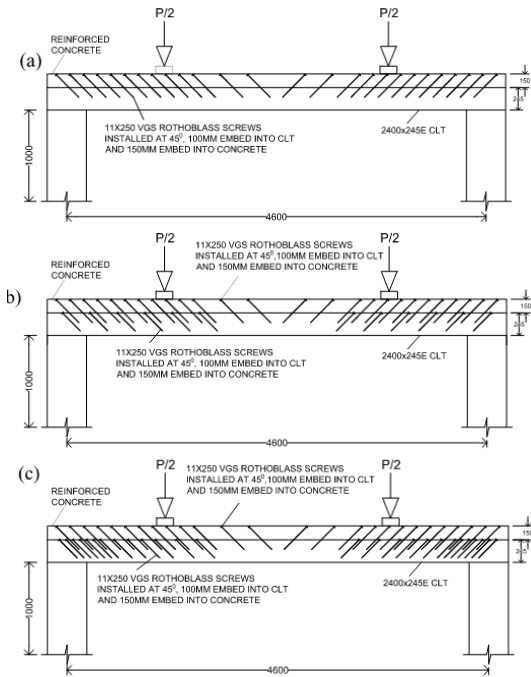 P/2
P/2
REINFORCED
CONCRETE
(a)
150
245
11X250 VGS ROTHOBLASS SCREWS
INSTALLED AT 45⁰, 100MM EMBED INTO CLT
AND 150MM EMBED INTO CONCRETE
2400x245E CLT
1000
4600
P/2
P/2
11X250 VGS ROTHOBLASS SCREWS
INSTALLED AT 45⁰,100MM EMBED INTO CLT
AND 150MM EMBED INTO CONCRETE
REINFORCED
CONCRETE
b)
150
245
11X250 VGS ROTHOBLASS SCREWS
INSTALLED AT 45⁰, 100MM EMBED INTO CLT
AND 150MM EMBED INTO CONCRETE
2400x245E CLT
1000
4600
P/2
P/2
11X250 VGS ROTHOBLASS SCREWS
INSTALLED AT 45⁰,100MM EMBED INTO CLT
AND 150MM EMBED INTO CONCRETE
(c)
REINFORCED
CONCRETE
150
245
11X250 VGS ROTHOBLASS SCREWS
INSTALLED AT 45⁰, 100MM EMBED INTO CLT
AND 150MM EMBED INTO CONCRETE
2400x245E CLT
1000
4600